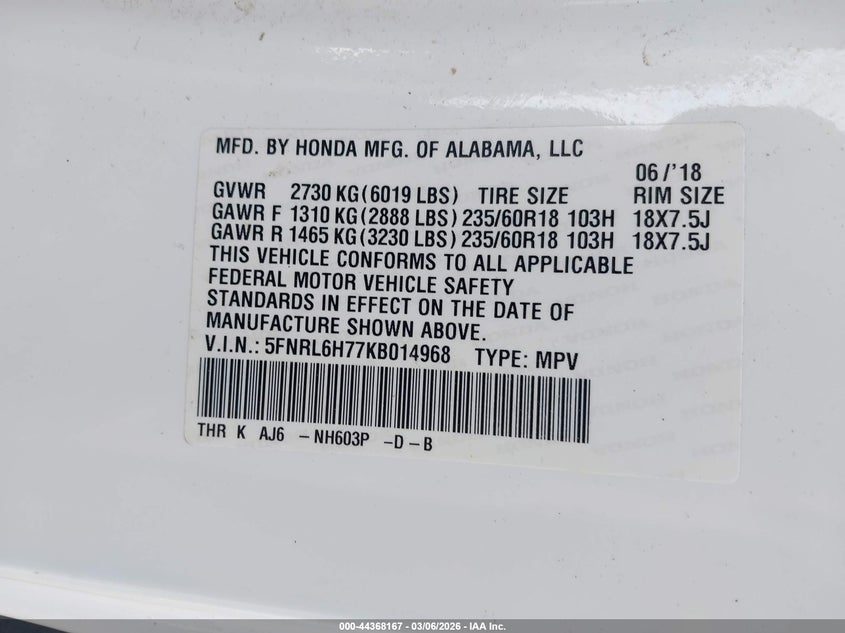 MFD. BY HONDA MFG. OF ALABAMA, LLC
06/'18
GVWR 2730 KG (6019 LBS) TIRE SIZE RIM SIZE
GAWR F 1310 KG (2888 LBS) 235/60R18 103H 18X7.5J
GAWR R 1465 KG (3230 LBS) 235/60R18 103H 18X7.5J
THIS VEHICLE CONFORMS TO ALL APPLICABLE
FEDERAL MOTOR VEHICLE SAFETY
STANDARDS IN EFFECT ON THE DATE OF
MANUFACTURE SHOWN ABOVE.
V.I.N.: 5FNRL6H77KB014968 TYPE: MPV
THR K AJ6 -NH603P -D-B
000-44368167 - 03/06/2026 - IAA Inc.